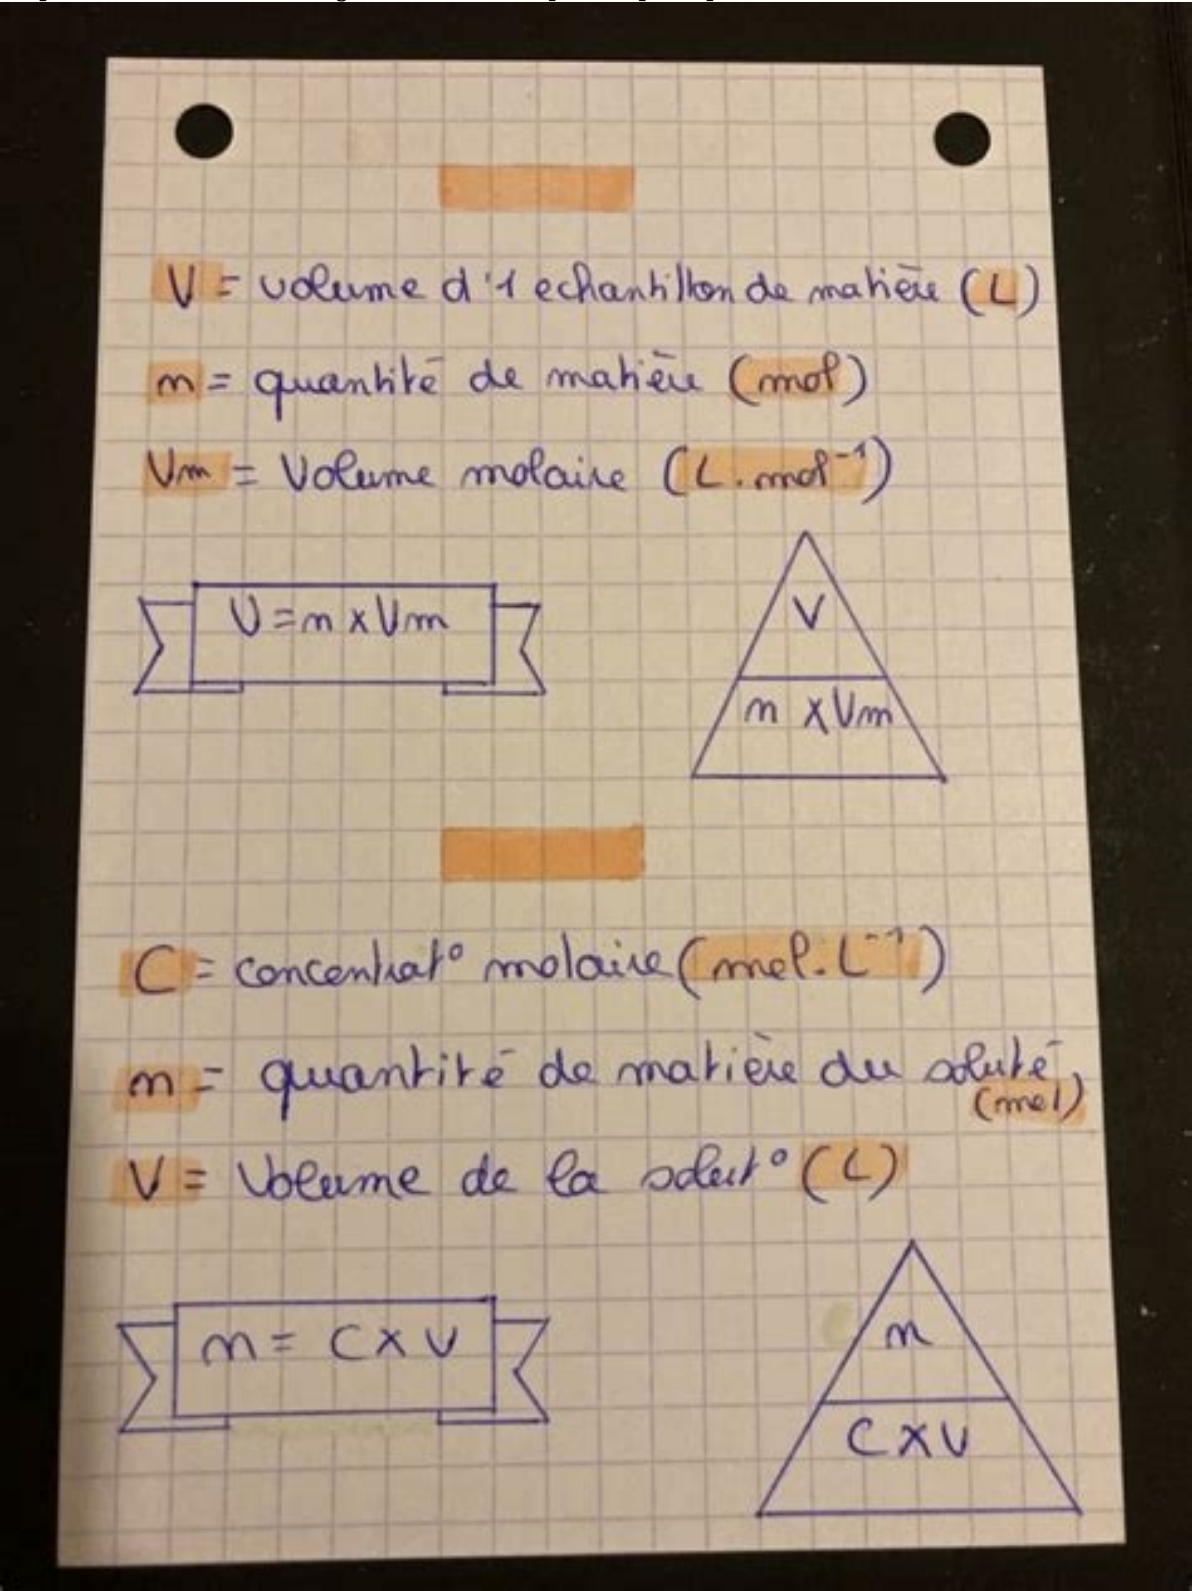 V = volume d'1 echantillon de matière (L)
n = quantité de matière (mol)
Vm = Volume molaire (L.mol⁻¹)
V = n x Vm
V
n x Vm
C = concentrat° molaire (mol.L⁻¹)
n = quantité de matière du soluté
(mol)
V = Volume de la solut° (L)
n = C x V
n
C x V